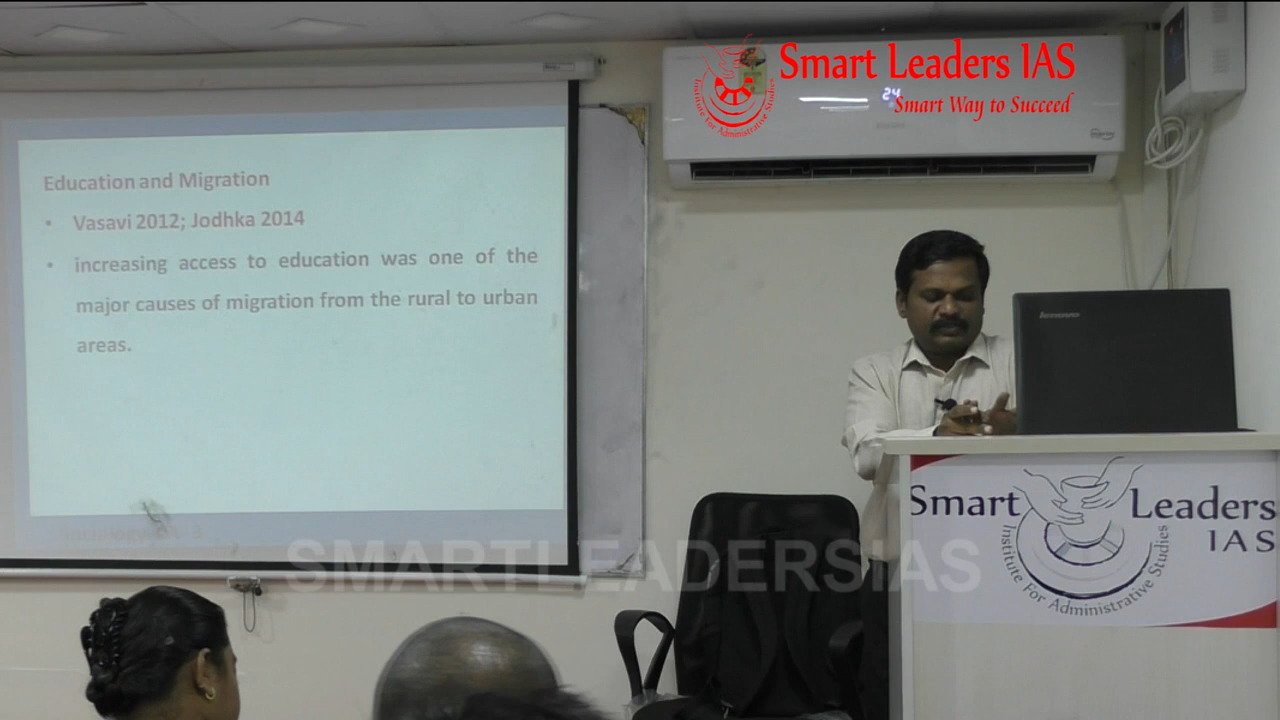 Education and Migration
• Vasavi 2012; Jodhka 2014
• increasing access to education was one of the
major causes of migration from the rural to urban
areas.
Smart Leaders IAS
Smart Way to Succeed
Institute For Administrative Studies
24
lenovo
Smart Leaders
IAS
Institute For Administrative Studies
SMARTLEADERSIAS